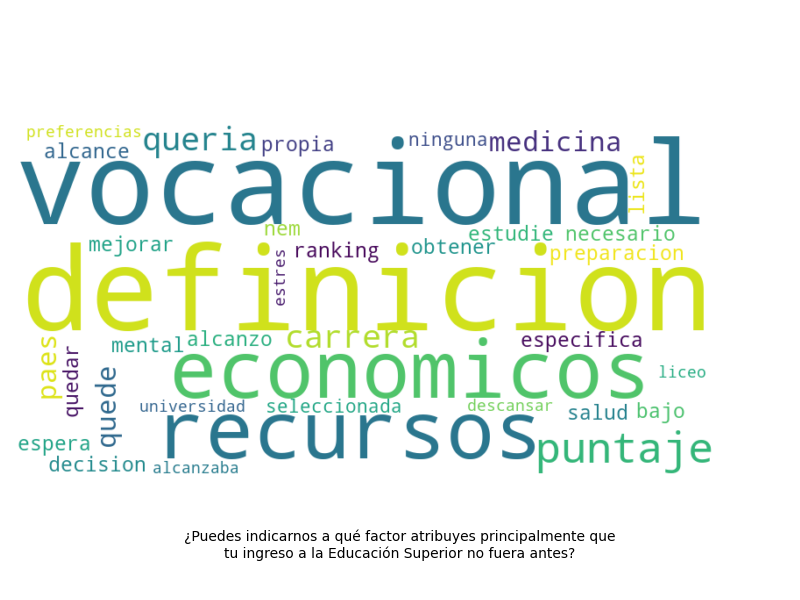 preferencias queria propia ninguna medicina
alcance
vocacional lista
nem estudie necesario
mejorar ranking obtener preparacion
definicion estres
mental alcanzo carrera especifica
paes quedar quede economicos liceo
universidad seleccionada descansar salud bajo
recursos puntaje
espera
decision alcanzaba
¿Puedes indicarnos a qué factor atribuyes principalmente que
tu ingreso a la Educación Superior no fuera antes?